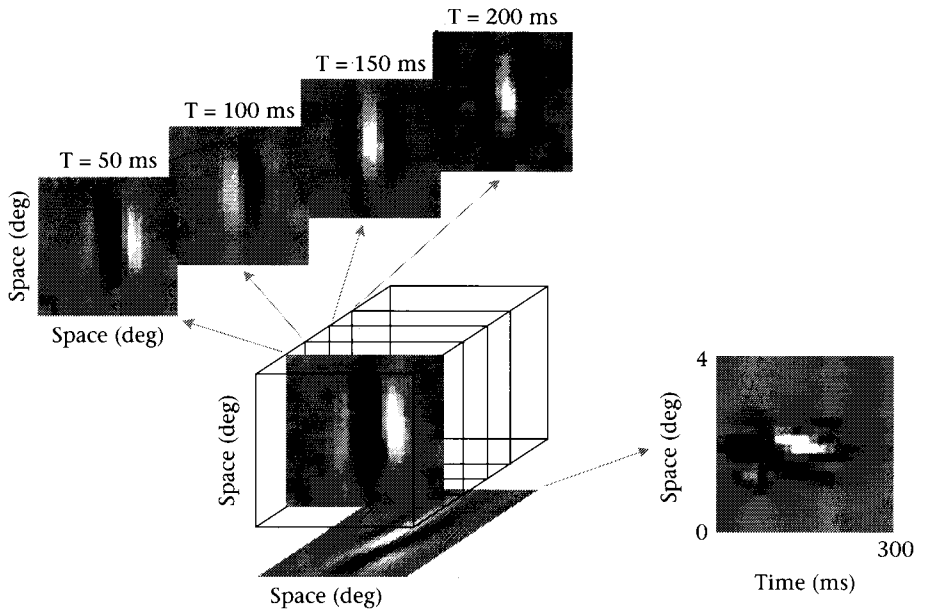 T = 200 ms
T = 150 ms
T = 100 ms
T = 50 ms
Space (deg)
Space (deg)
Space (deg)
Space (deg)
4
Space (deg)
0
300
Time (ms)